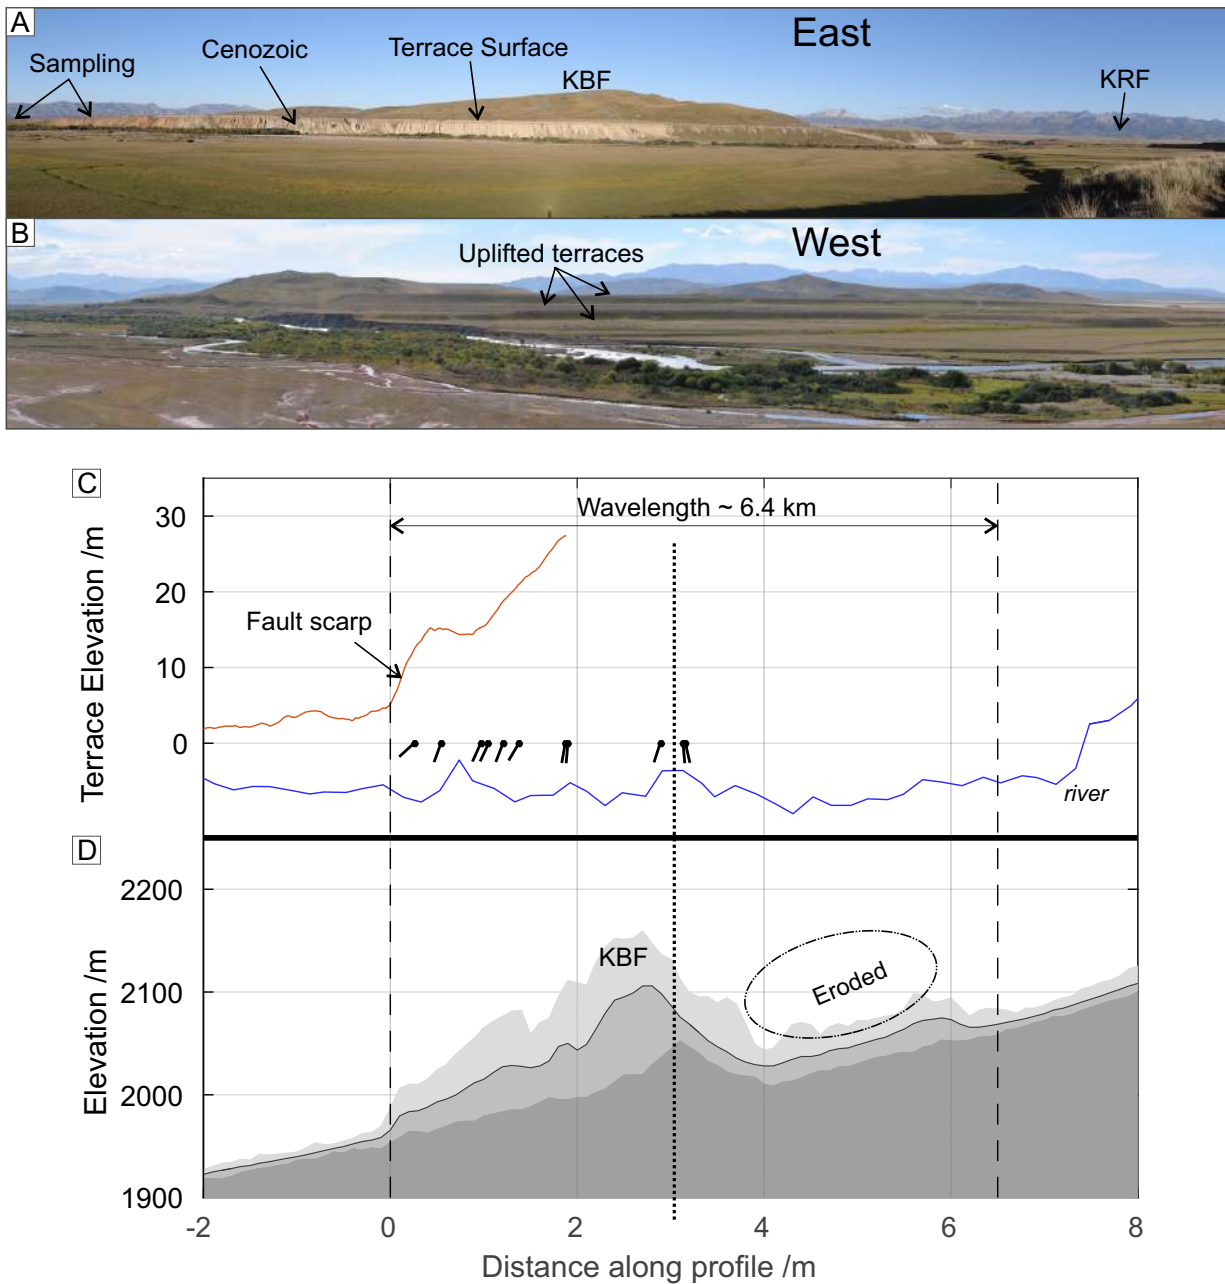 A
East
Sampling
Cenozoic
Terrace Surface
KBF
KRF
B
West
Uplifted terraces
C
Wavelength ~ 6.4 km
30
20
10
0
Terrace Elevation /m
Fault scarp
river
D
2200
2100
2000
1900
Elevation /m
KBF
Eroded
-2
0
2
3
4
6
8
Distance along profile /m